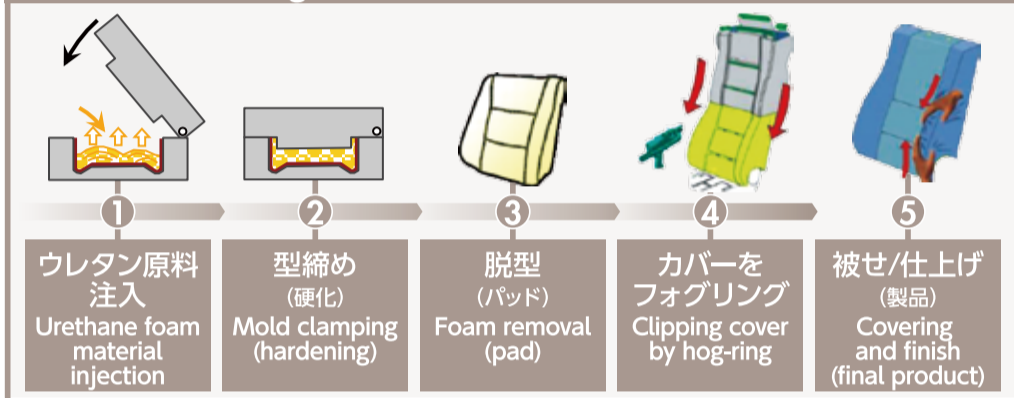 1
ウレタン原料
注入
Urethane foam
material
injection
2
型締め
(硬化)
Mold clamping
(hardening)
3
脱型
(パッド)
Foam removal
(pad)
4
カバーを
フォグリング
Clipping cover
by hog-ring
5
被せ/仕上げ
(製品)
Covering
and finish
(final product)